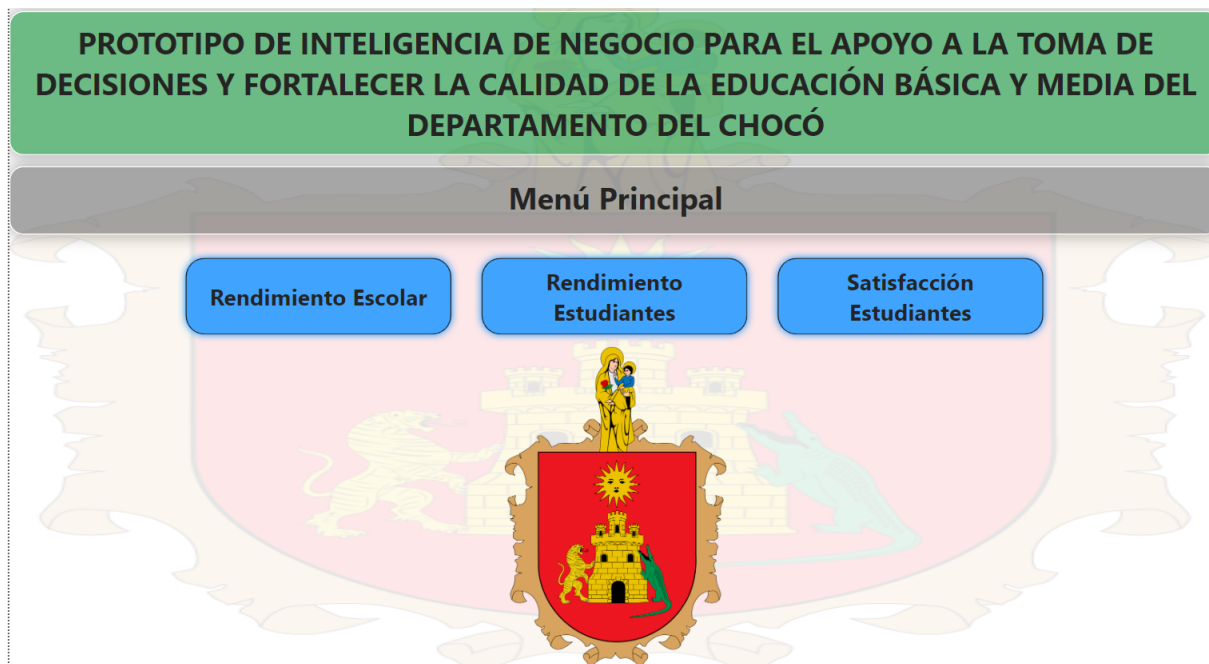 PROTOTIPO DE INTELIGENCIA DE NEGOCIO PARA EL APOYO A LA TOMA DE
DECISIONES Y FORTALECER LA CALIDAD DE LA EDUCACIÓN BÁSICA Y MEDIA DEL
DEPARTAMENTO DEL CHOCÓ
Menú Principal
Rendimiento Escolar
Rendimiento
Estudiantes
Satisfacción
Estudiantes